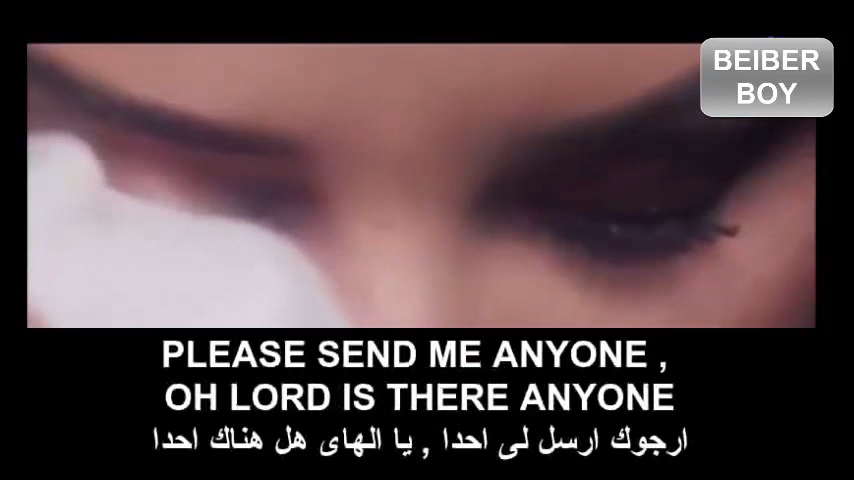 BEIBER
BOY
PLEASE SEND ME ANYONE ,
OH LORD IS THERE ANYONE
ارجوك ارسل لى احدا , يا الهاى هل هناك احدا